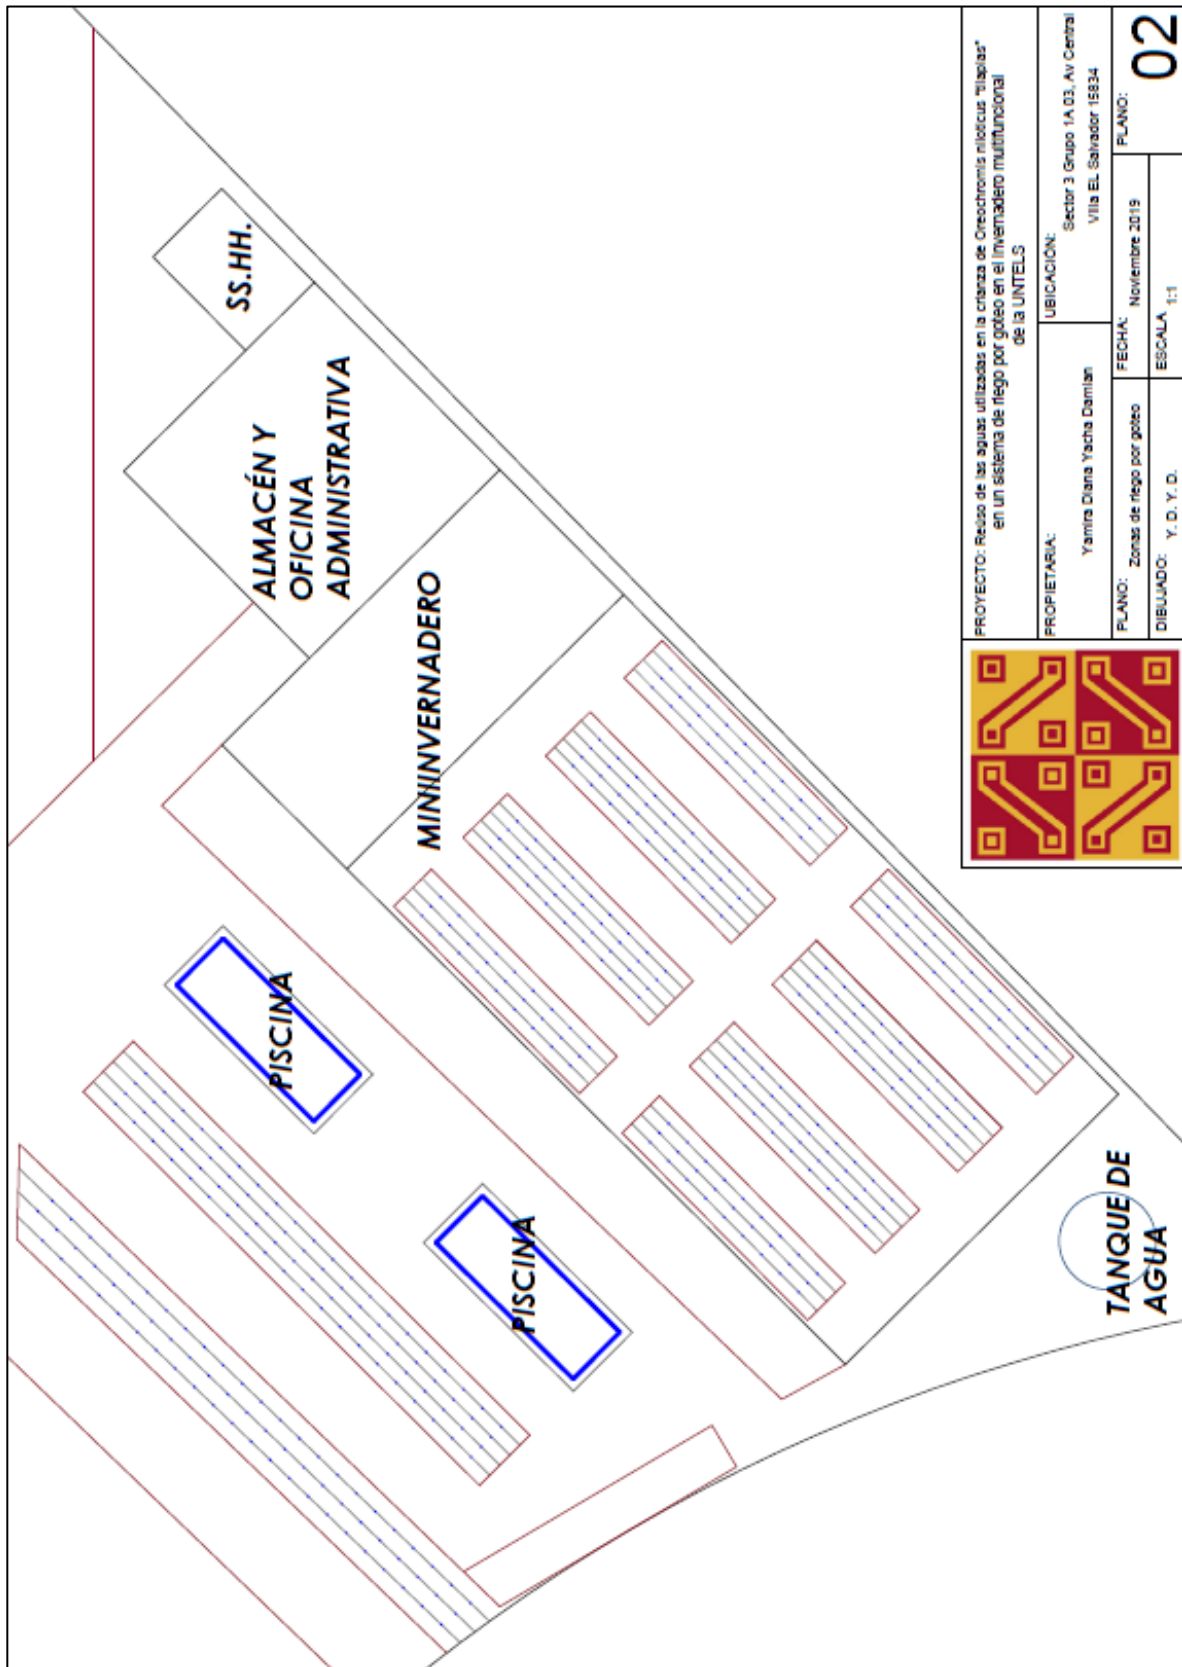 SS.HH.
ALMACÉN Y
OFICINA
ADMINISTRATIVA
MINIINVERNADERO
PISCINA
PISCINA
TANQUE DE
AGUA
PROYECTO: Reúso de las aguas utilizadas en la crianza de Oreochromis niloticus "tilapias"
en un sistema de riego por goteo en el invernadero multifuncional
de la UNTELS
PROPIETARIA:
Yamira Diana Yacha Damian
UBICACIÓN:
Sector 3 Grupo 1A 03, Av Central
Villa EL Salvador 15834
PLANO: Zonas de riego por goteo
FECHA: Noviembre 2019
PLANO:
02
DIBUJADO: Y. D. Y. D.
ESCALA 1:1